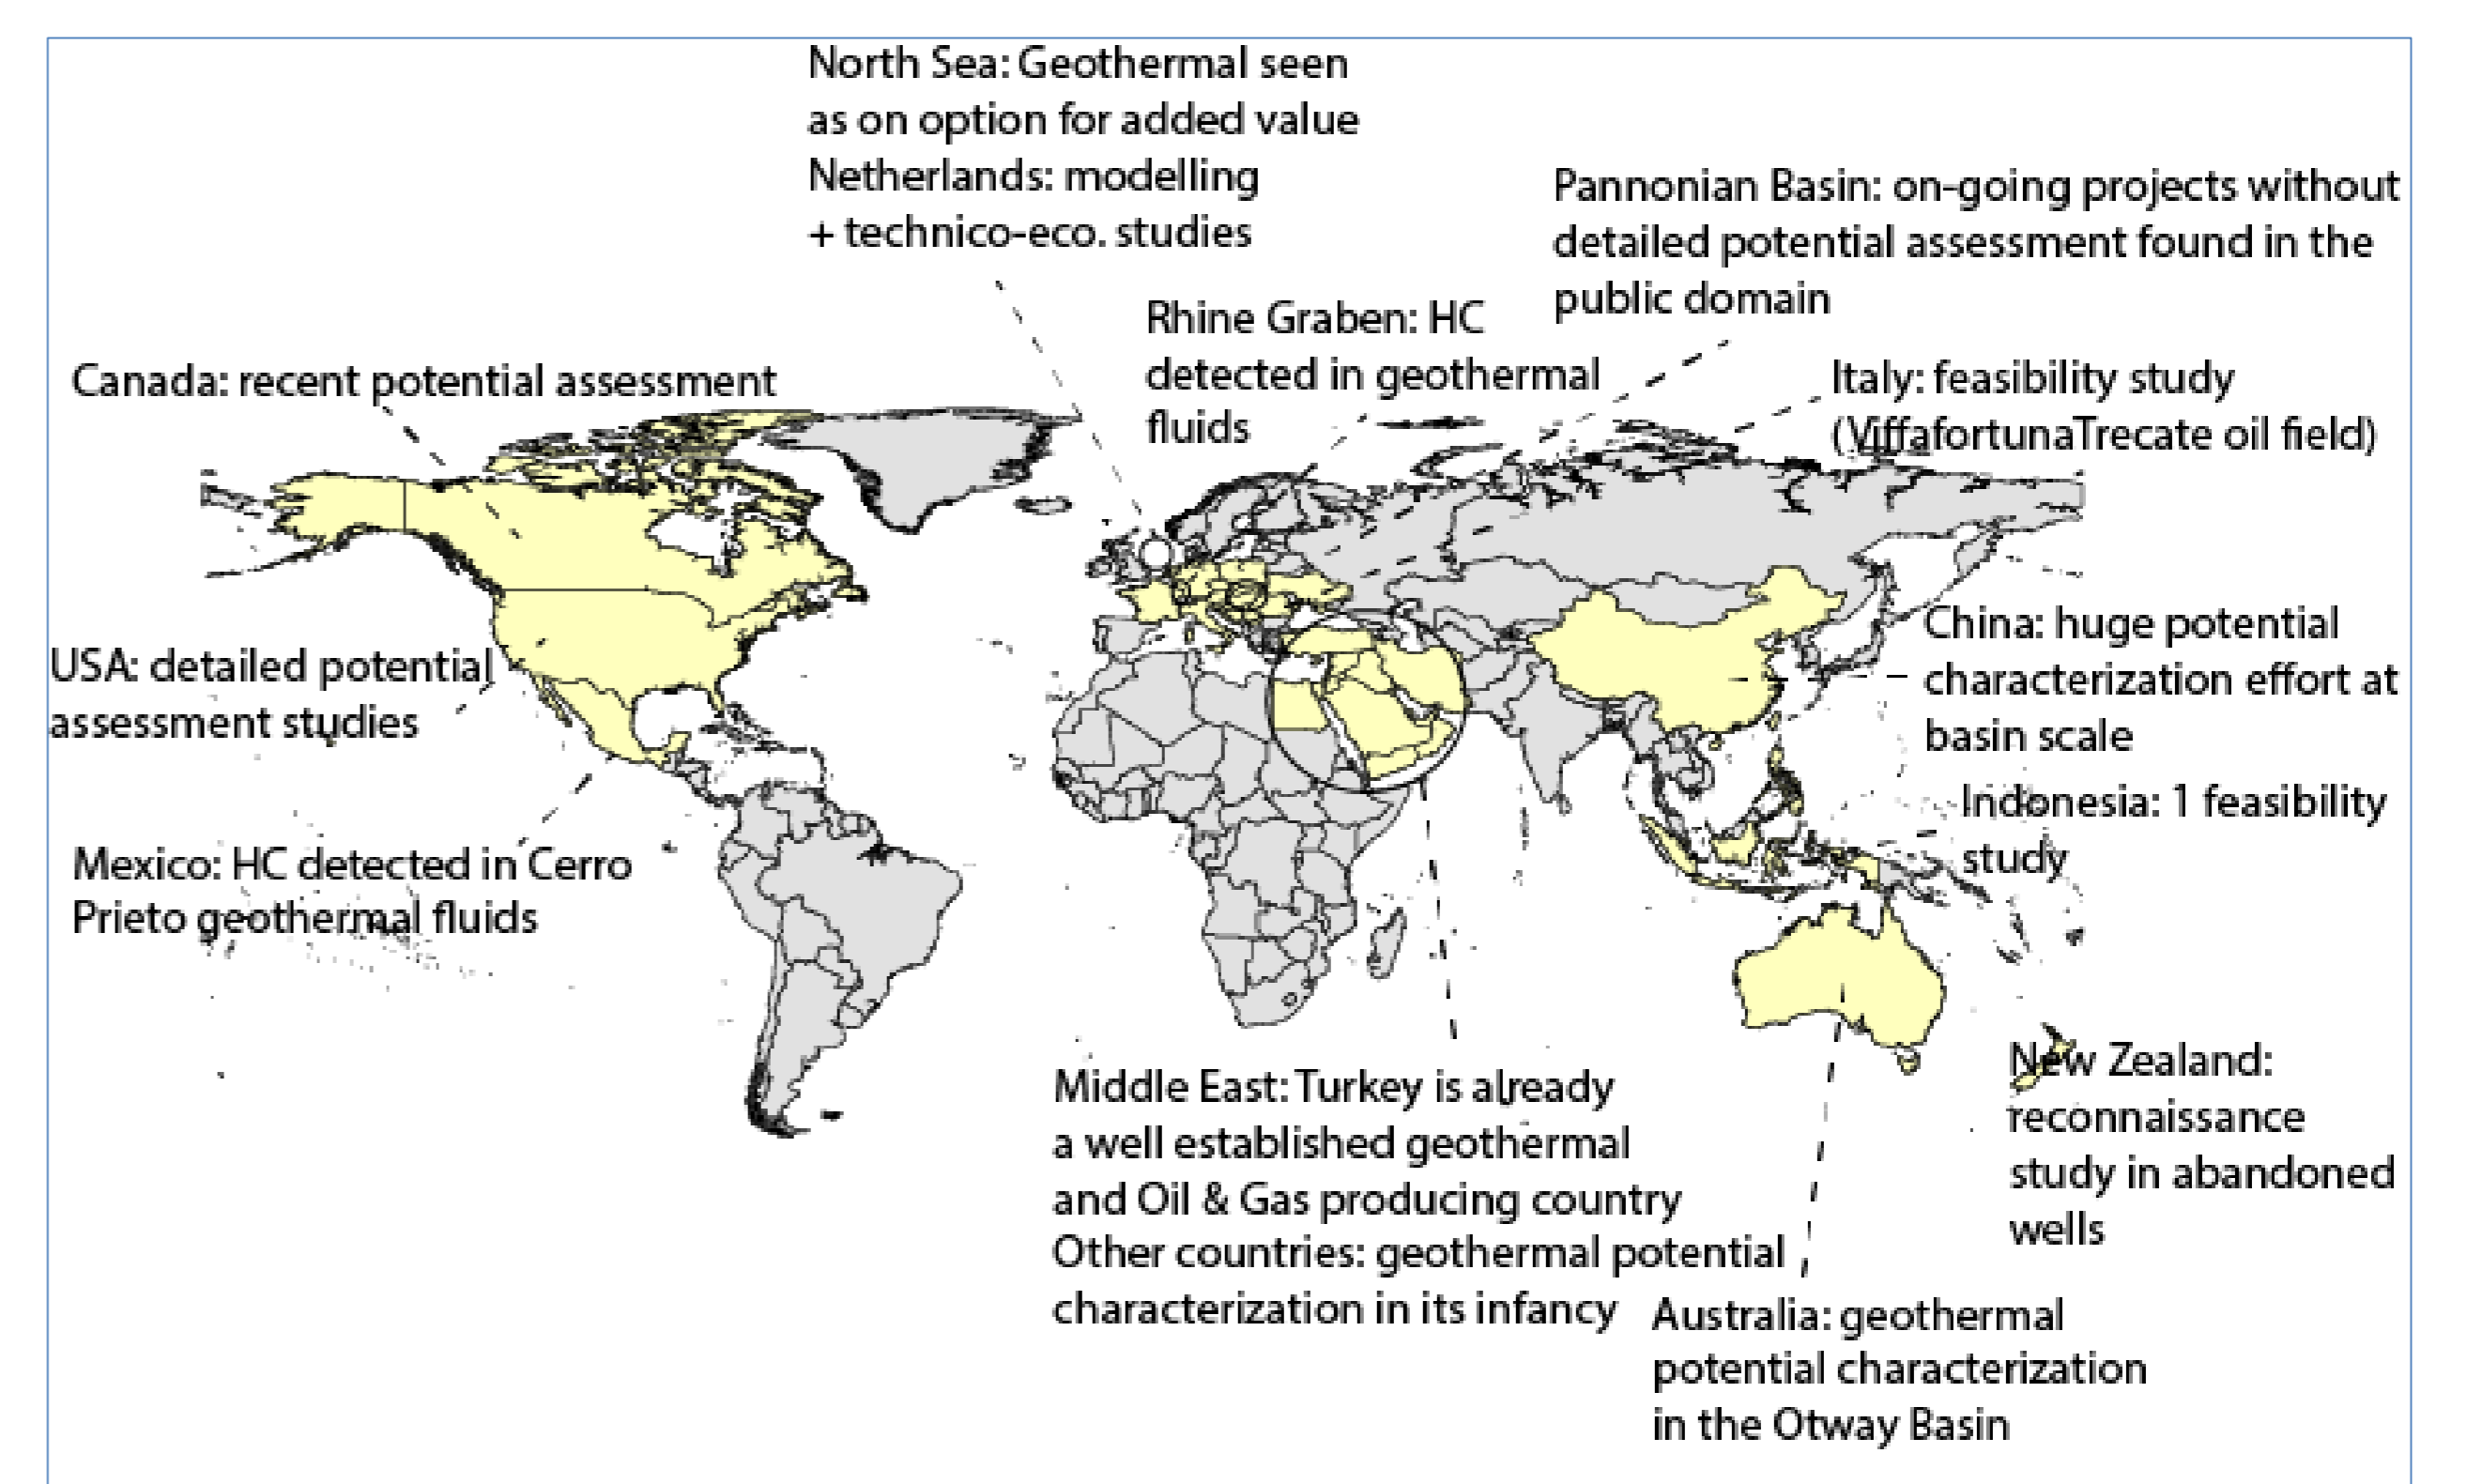 North Sea: Geothermal seen
as on option for added value
Netherlands: modelling
+ technico-eco. studies
Pannonian Basin: on-going projects without
detailed potential assessment found in the
public domain
Rhine Graben: HC
detected in geothermal
fluids
Canada: recent potential assessment
Italy: feasibility study
(ViffafortunaTrecate oil field)
USA: detailed potential
assessment studies
China: huge potential
characterization effort at
basin scale
Indonesia: 1 feasibility
study
Mexico: HC detected in Cerro
Prieto geothermal fluids
New Zealand:
reconnaissance
study in abandoned
wells
Middle East: Turkey is already
a well established geothermal
and Oil & Gas producing country
Other countries: geothermal potential
characterization in its infancy
Australia: geothermal
potential characterization
in the Otway Basin